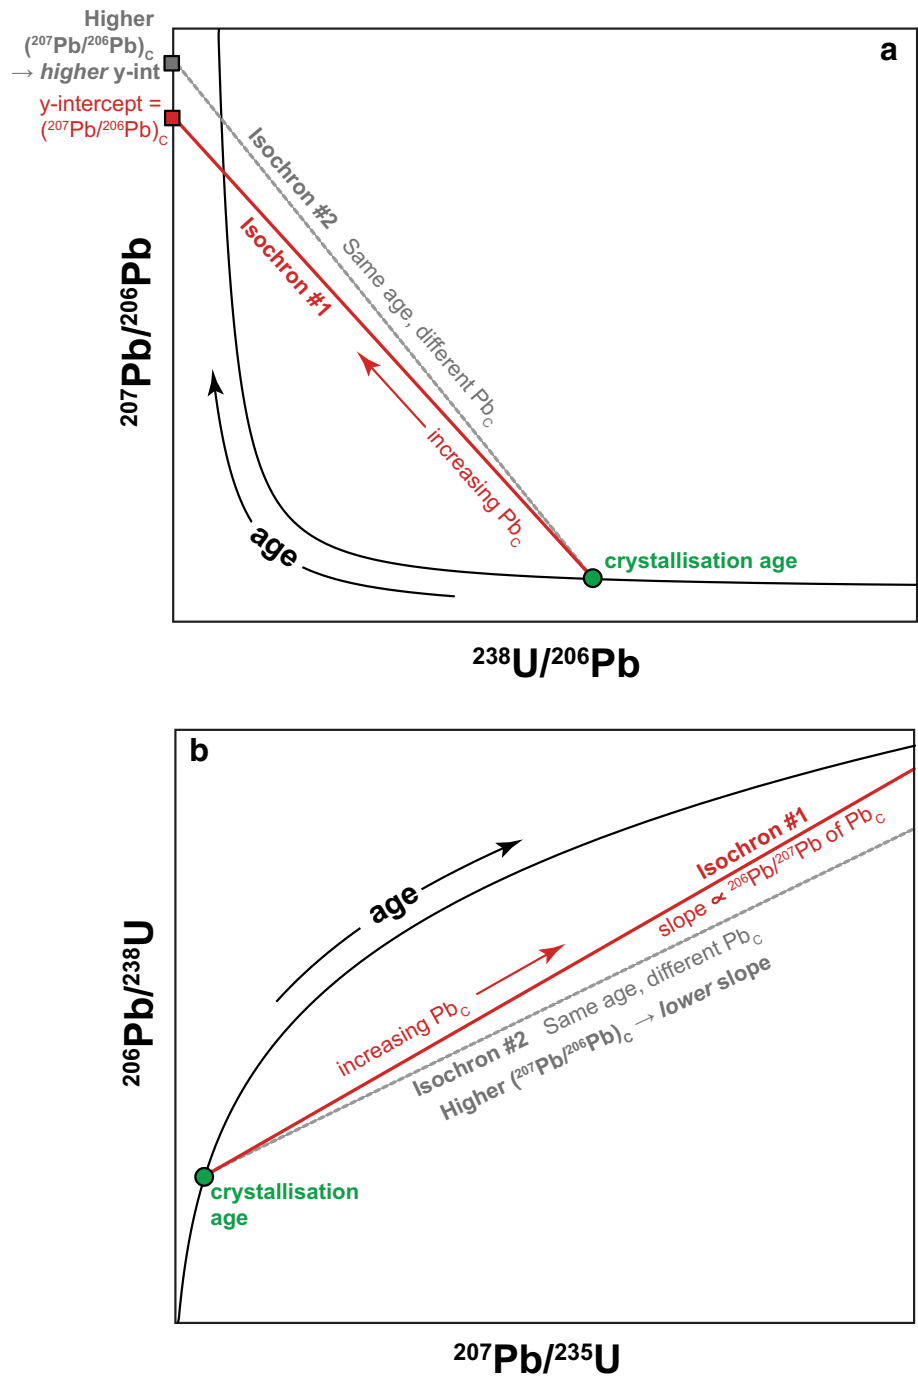 Higher
(²⁰⁷Pb/²⁰⁶Pb)C
→ higher y-int
y-intercept =
(²⁰⁷Pb/²⁰⁶Pb)C
a
Isochron #2 Same age, different PbC
Isochron #1
increasing PbC
age
crystallisation age
²⁰⁷Pb/²⁰⁶Pb
²³⁸U/²⁰⁶Pb
b
age
Isochron #1
slope ∝ ²⁰⁶Pb/²⁰⁷Pb of PbC
increasing PbC
Isochron #2 Same age, different PbC
Higher (²⁰⁷Pb/²⁰⁶Pb)C → lower slope
crystallisation
age
²⁰⁶Pb/²³⁸U
²⁰⁷Pb/²³⁵U